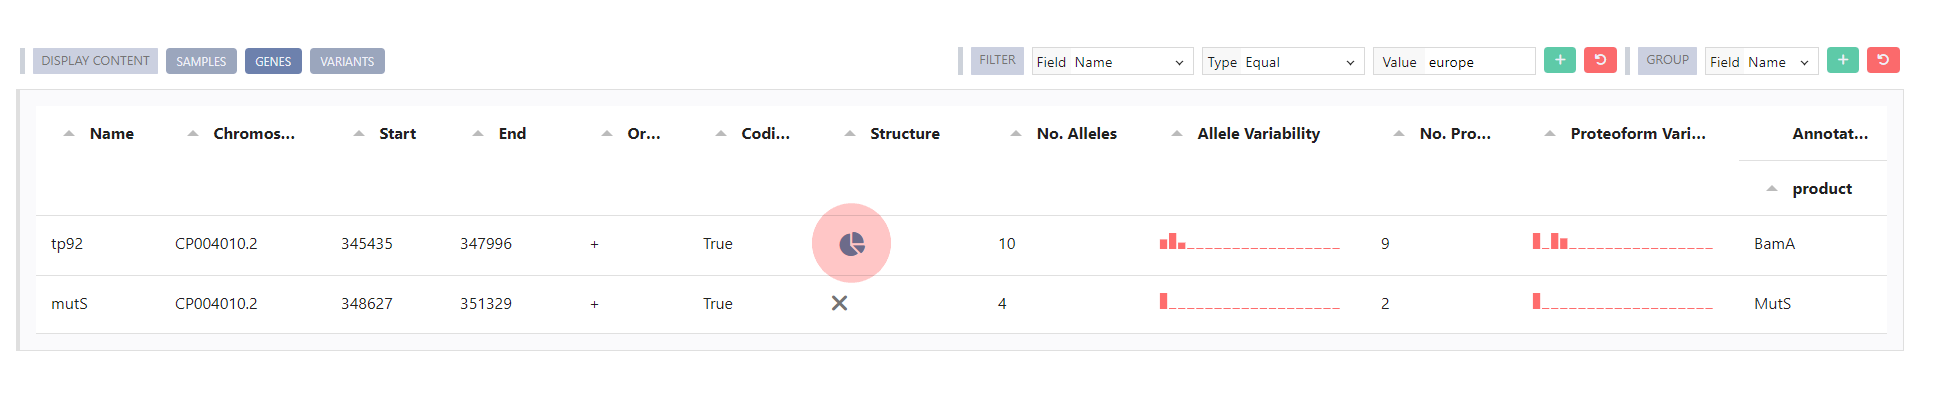 DISPLAY CONTENT SAMPLES GENES VARIANTS FILTER Field Name Type Equal Value europe + GROUP Field Name +
Name Chromos... Start End Or... Codi... Structure No. Alleles Allele Variability No. Pro... Proteoform Vari... Annotat...
product
tp92 CP004010.2 345435 347996 + True 10 9 BamA
mutS CP004010.2 348627 351329 + True 4 2 MutS